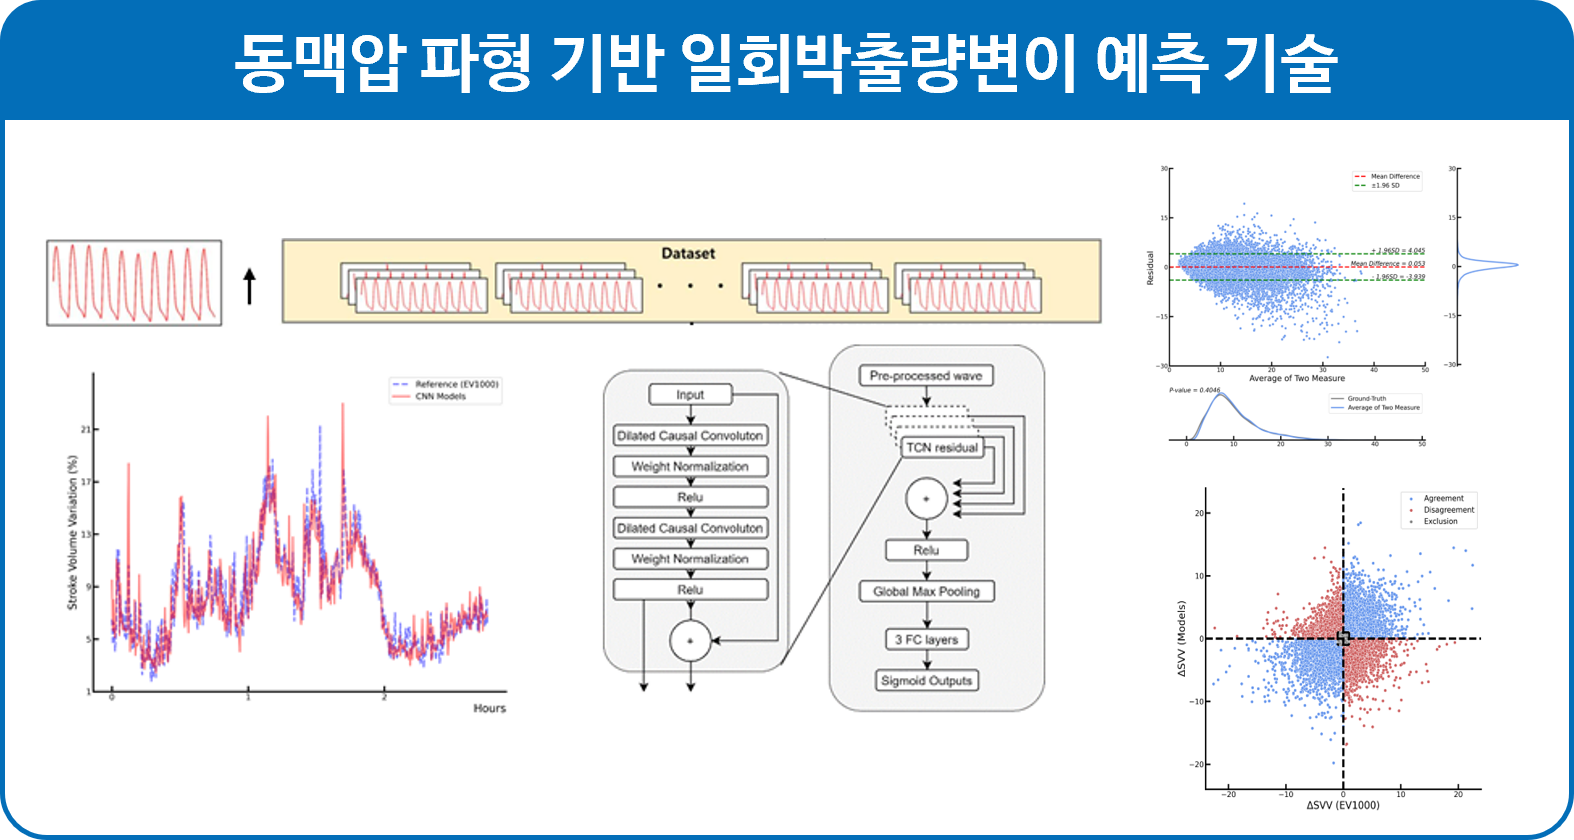 동맥압 파형 기반 일회박출량변이 예측 기술
Dataset
Reference (EV1000)
CNN Models
Stroke Volume Variation (%)
21
17
13
9
5
1
0
1
2
Hours
Input
Dilated Causal Convoluton
Weight Normalization
Relu
Dilated Causal Convoluton
Weight Normalization
Relu
+
Pre-processed wave
TCN residual
+
Relu
Global Max Pooling
3 FC layers
Sigmoid Outputs
Mean Difference
±1.96 SD
+ 1.96SD = 4.045
Mean Difference = 0.053
- 1.96SD = -3.939
Residual
30
15
0
−15
−30
10
20
30
40
50
Average of Two Measure
30
15
0
−15
−30
P-value = 0.4046
Ground-Truth
Average of Two Measure
0
10
20
30
40
50
Agreement
Disagreement
Exclusion
ΔSVV (Models)
20
10
0
−10
−20
−20
−10
0
10
20
ΔSVV (EV1000)